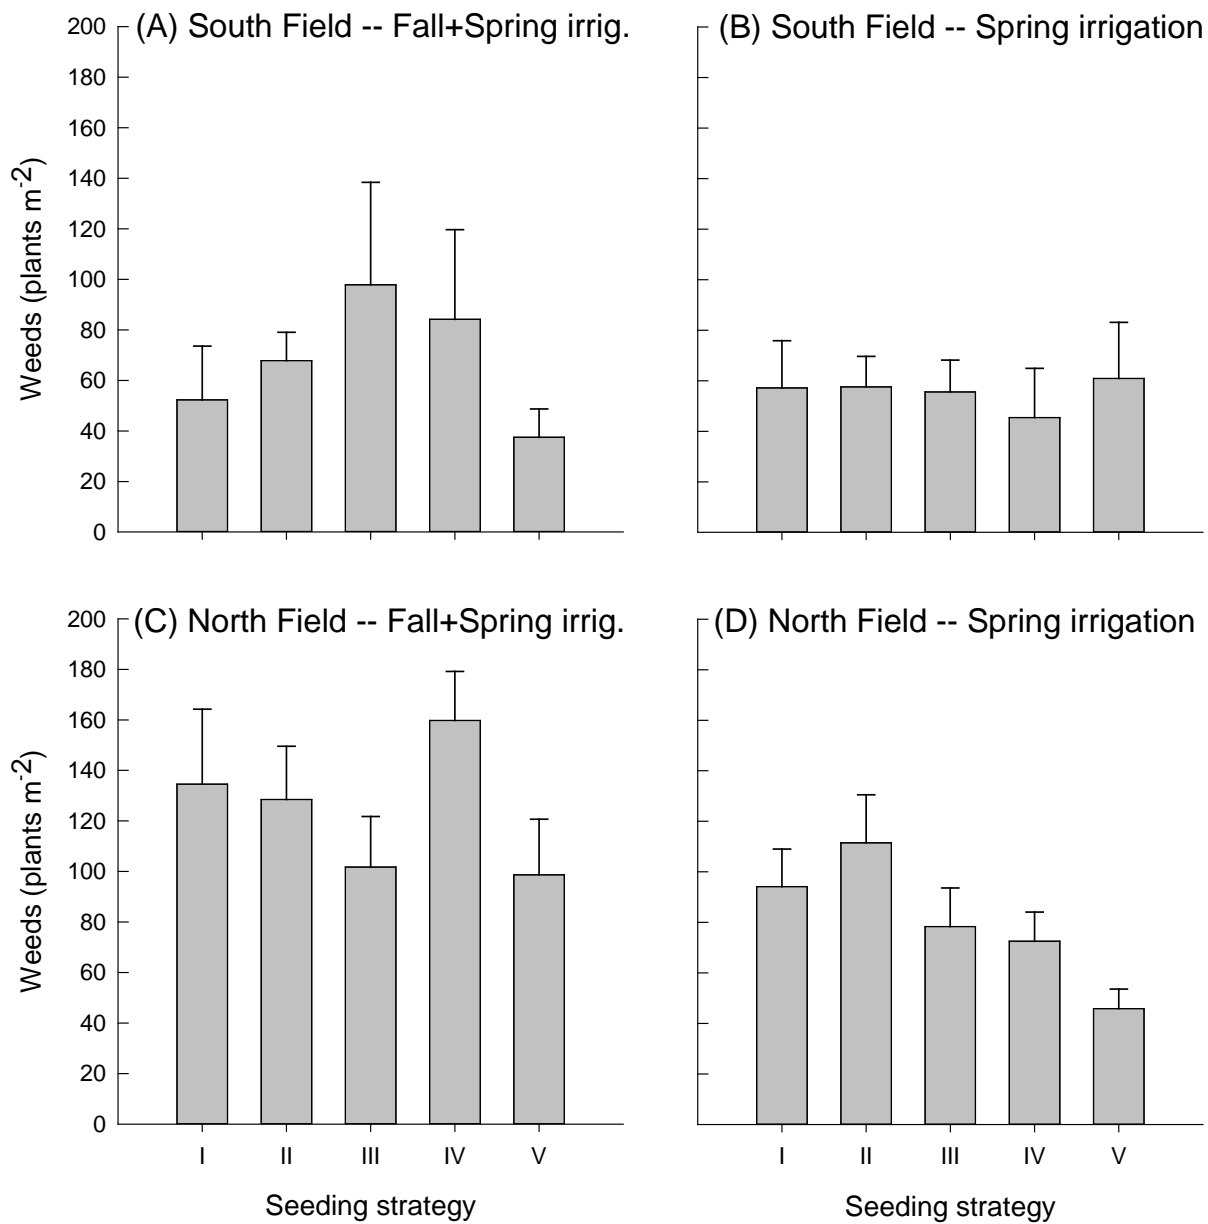 (A) South Field -- Fall+Spring irrig.
200
180
160
140
120
100
80
60
40
20
0
Weeds (plants m-2)
(B) South Field -- Spring irrigation
(C) North Field -- Fall+Spring irrig.
200
180
160
140
120
100
80
60
40
20
0
Weeds (plants m-2)
I II III IV V
Seeding strategy
(D) North Field -- Spring irrigation
I II III IV V
Seeding strategy